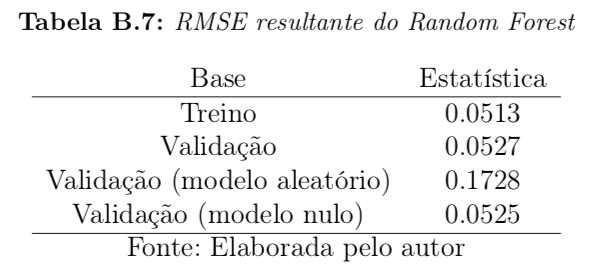 Tabela B.7: RMSE resultante do Random Forest
Base Estatística
Treino 0.0513
Validação 0.0527
Validação (modelo aleatório) 0.1728
Validação (modelo nulo) 0.0525
Fonte: Elaborada pelo autor